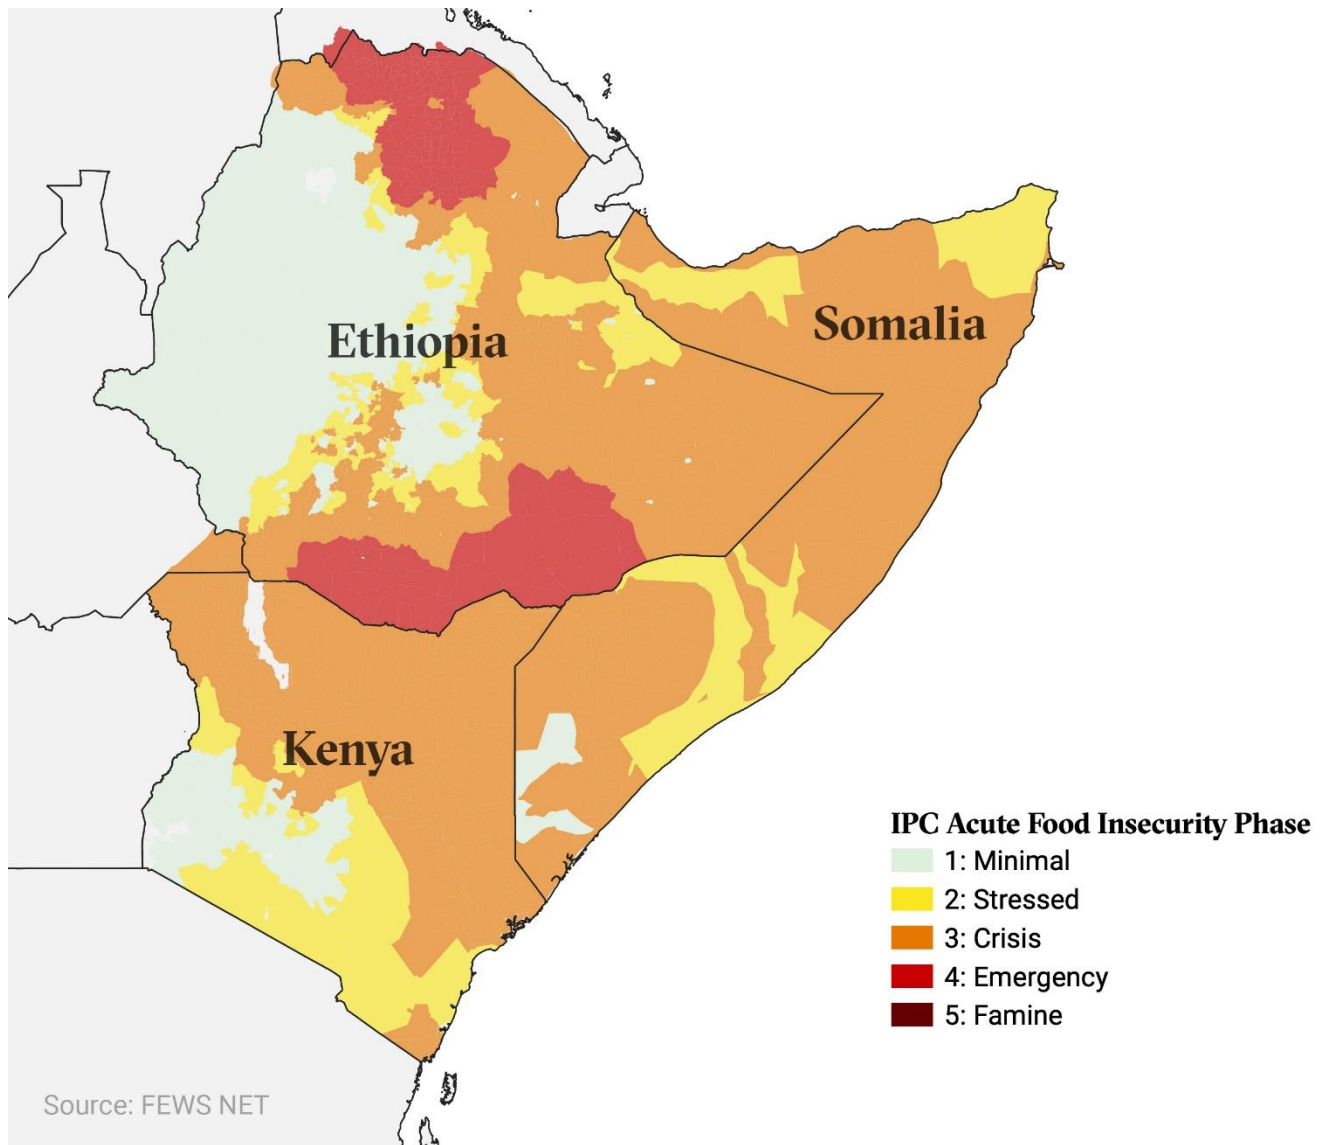 Ethiopia
Somalia
Kenya
IPC Acute Food Insecurity Phase
1: Minimal
2: Stressed
3: Crisis
4: Emergency
5: Famine
Source: FEWS NET